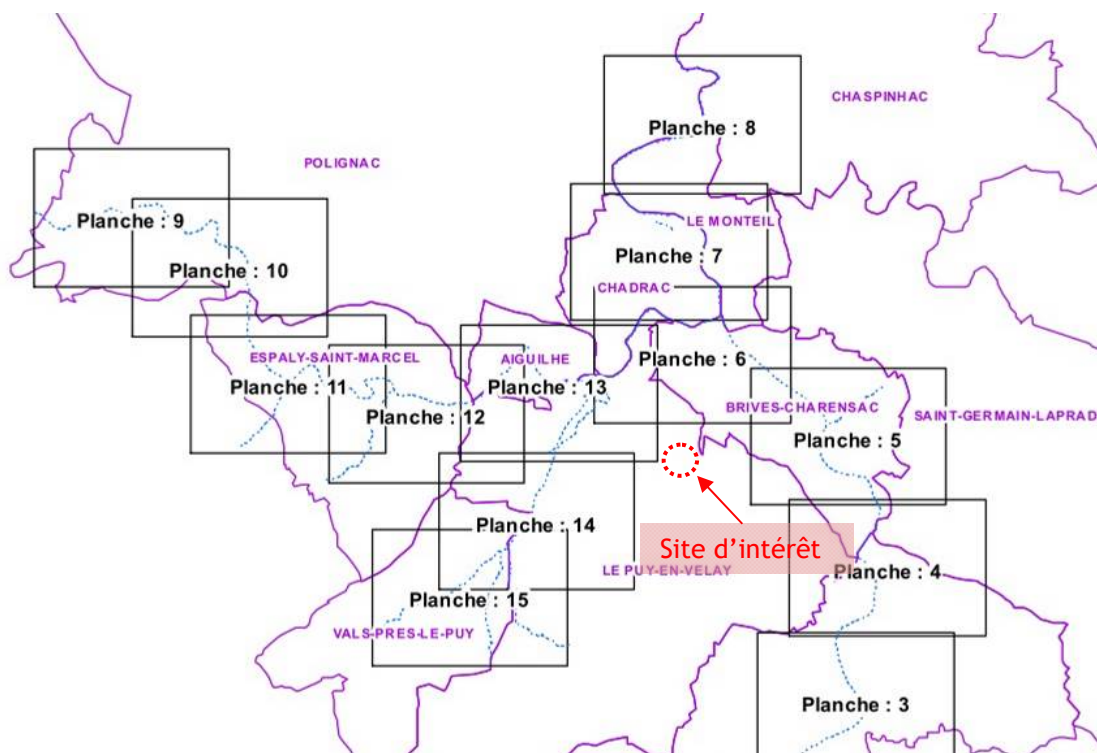 CHASPINHAC
Planche : 8
POLIGNAC
Planche : 9
LE MONTEIL
Planche : 7
Planche : 10
CHADRAC
ESPALY-SAINT-MARCEL
AIGUILHE
Planche : 6
Planche : 11
Planche : 13
Planche : 12
BRIVES-CHARENSAC
SAINT-GERMAIN-LAPRAD
Planche : 5
Planche : 14
Site d'intérêt
LE PUY-EN-VELAY
Planche : 4
Planche : 15
VALS-PRES-LE-PUY
Planche : 3